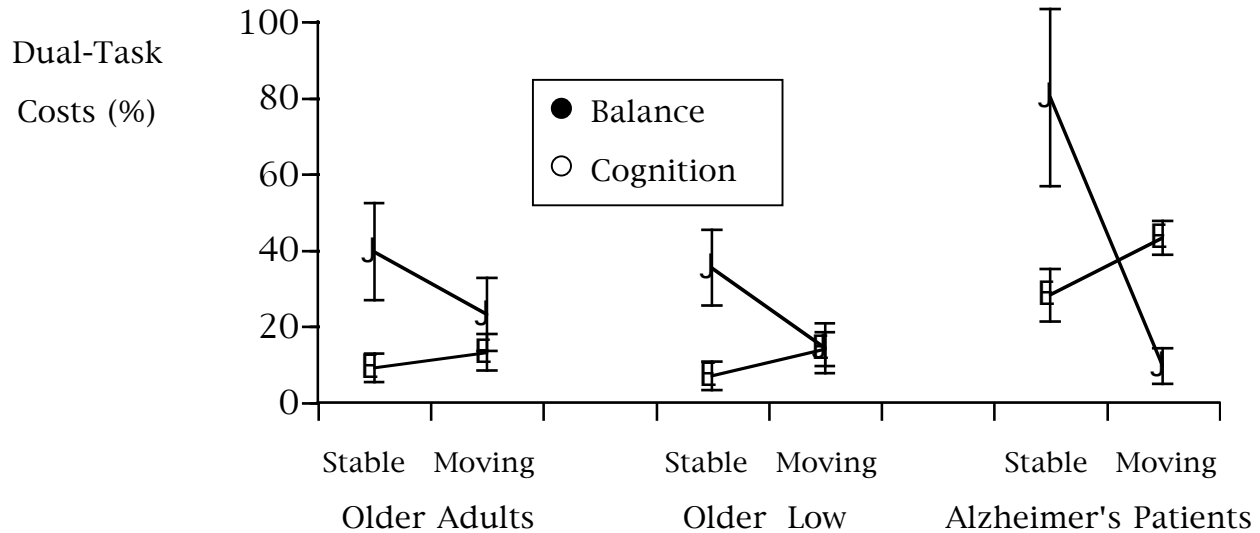 Dual-Task
Costs (%)
100
80
60
40
20
0
Balance
Cognition
J
E
J
E
J
E
E
J
E
E
J
Stable Moving Stable Moving Stable Moving
Older Adults Older Low Alzheimer's Patients